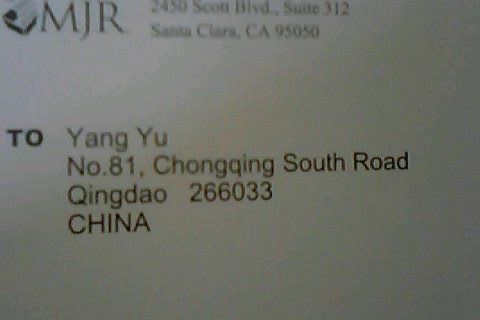 MJR
2450 Scott Blvd., Suite 312
Santa Clara, CA 95050
TO Yang Yu
No.81, Chongqing South Road
Qingdao 266033
CHINA